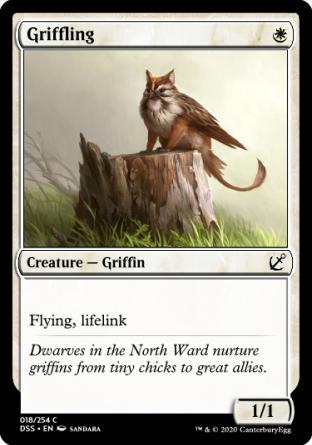 Griffling
Creature — Griffin
Flying, lifelink
Dwarves in the North Ward nurture
griffins from tiny chicks to great allies.
1/1
018/254 C
DSS • EN SANDARA
™ & © 2020 CanterburyEgg